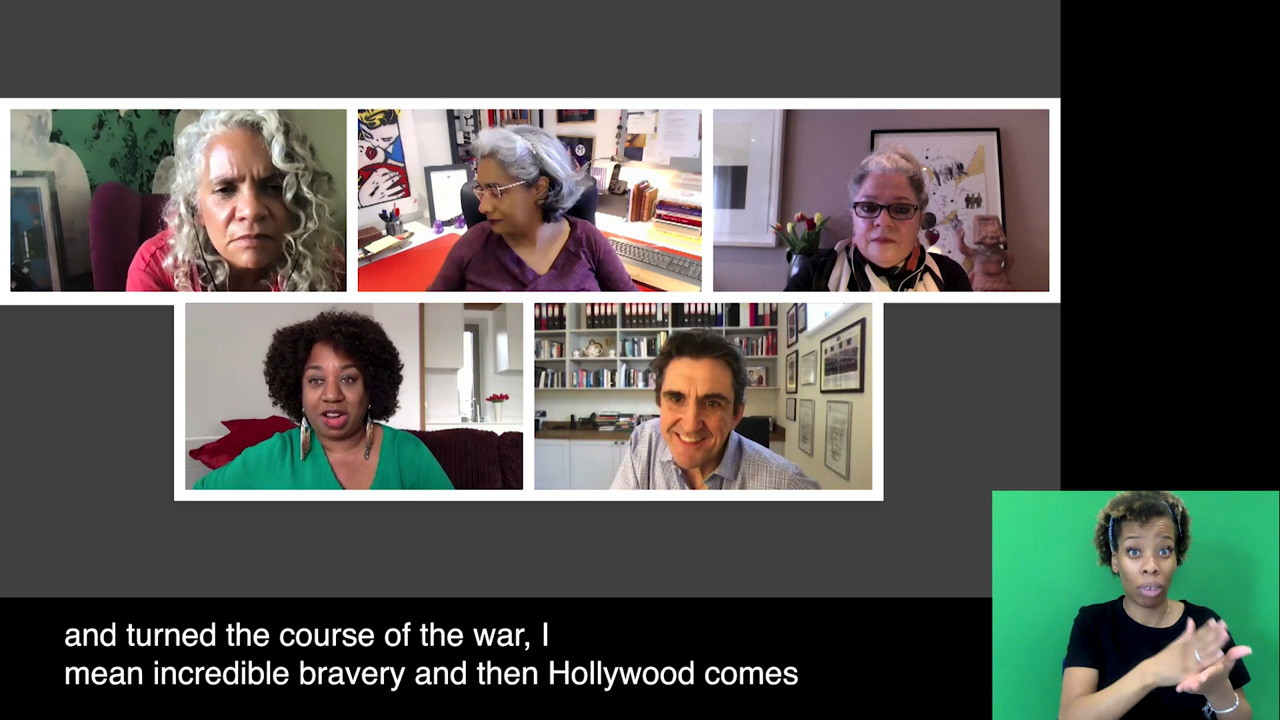 and turned the course of the war, I
mean incredible bravery and then Hollywood comes